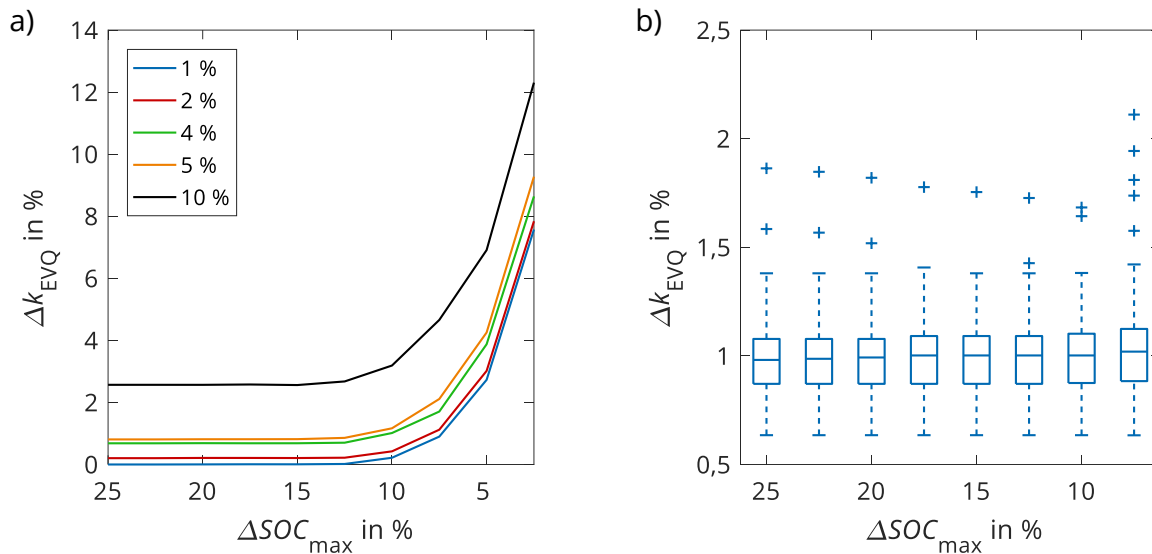 a)
14
12
10
8
6
4
2
0
Δk_EVQ in %
1 %
2 %
4 %
5 %
10 %
25 20 15 10 5
ΔSOC_max in %
b)
2,5
2
1,5
1
0,5
Δk_EVQ in %
25 20 15 10
ΔSOC_max in %